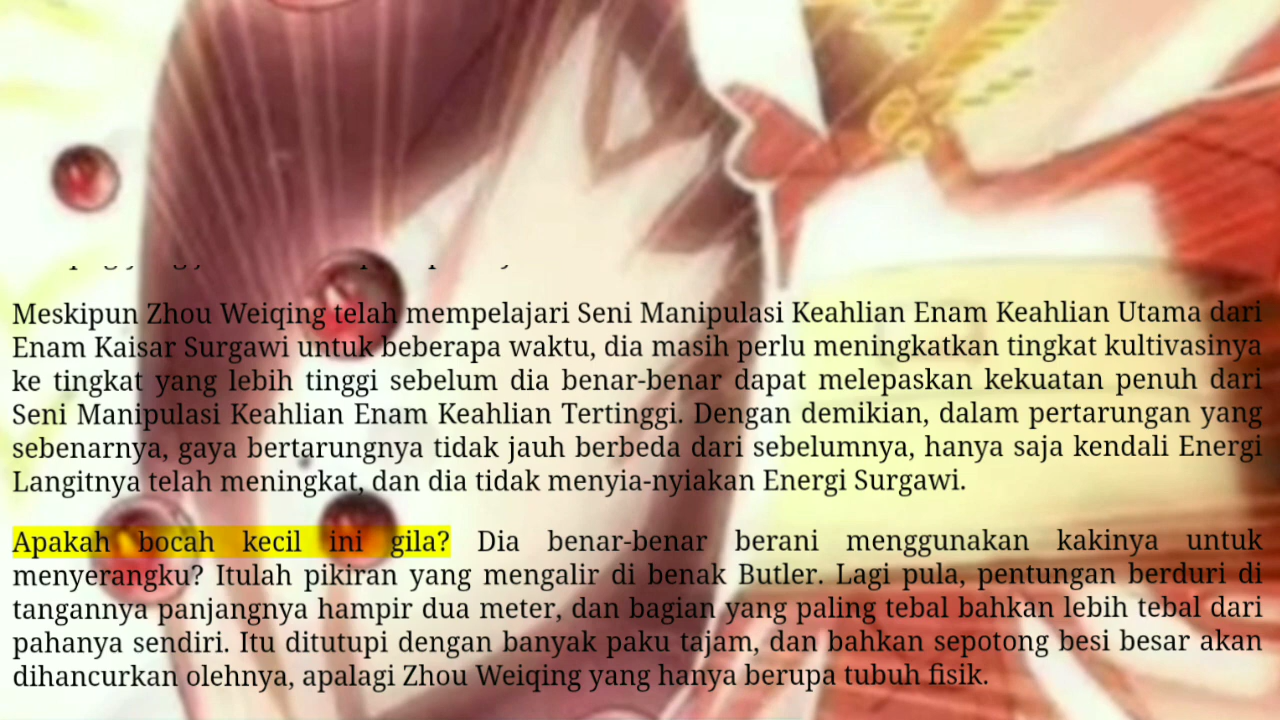 Meskipun Zhou Weiqing telah mempelajari Seni Manipulasi Keahlian Enam Keahlian Utama dari
Enam Kaisar Surgawi untuk beberapa waktu, dia masih perlu meningkatkan tingkat kultivasinya
ke tingkat yang lebih tinggi sebelum dia benar-benar dapat melepaskan kekuatan penuh dari
Seni Manipulasi Keahlian Enam Keahlian Tertinggi. Dengan demikian, dalam pertarungan yang
sebenarnya, gaya bertarungnya tidak jauh berbeda dari sebelumnya, hanya saja kendali Energi
Langitnya telah meningkat, dan dia tidak menyia-nyiakan Energi Surgawi.
Apakah bocah kecil ini gila? Dia benar-benar berani menggunakan kakinya untuk
menyerangku? Itulah pikiran yang mengalir di benak Butler. Lagi pula, pentungan berduri di
tangannya panjangnya hampir dua meter, dan bagian yang paling tebal bahkan lebih tebal dari
pahanya sendiri. Itu ditutupi dengan banyak paku tajam, dan bahkan sepotong besi besar akan
dihancurkan olehnya, apalagi Zhou Weiqing yang hanya berupa tubuh fisik.